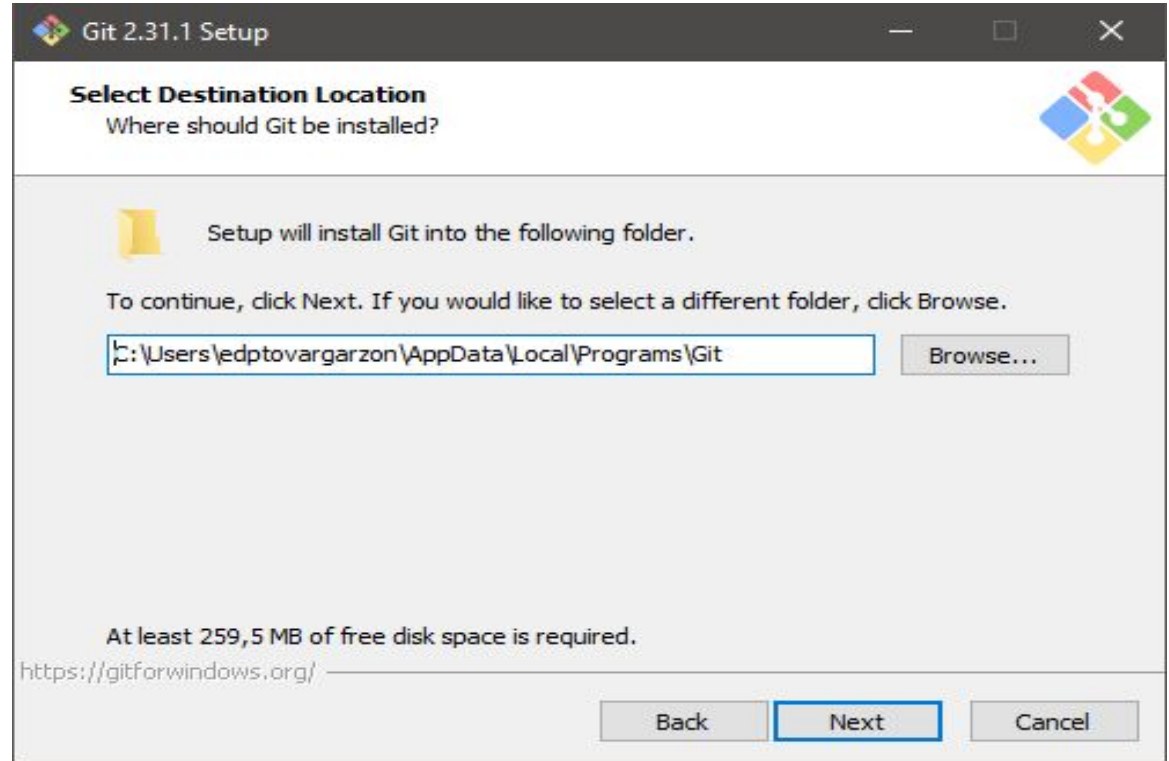 Git 2.31.1 Setup
Select Destination Location
Where should Git be installed?
Setup will install Git into the following folder.
To continue, click Next. If you would like to select a different folder, click Browse.
C:\Users\edptovargarzon\AppData\Local\Programs\Git
Browse...
At least 259,5 MB of free disk space is required.
https://gitforwindows.org/
Back
Next
Cancel